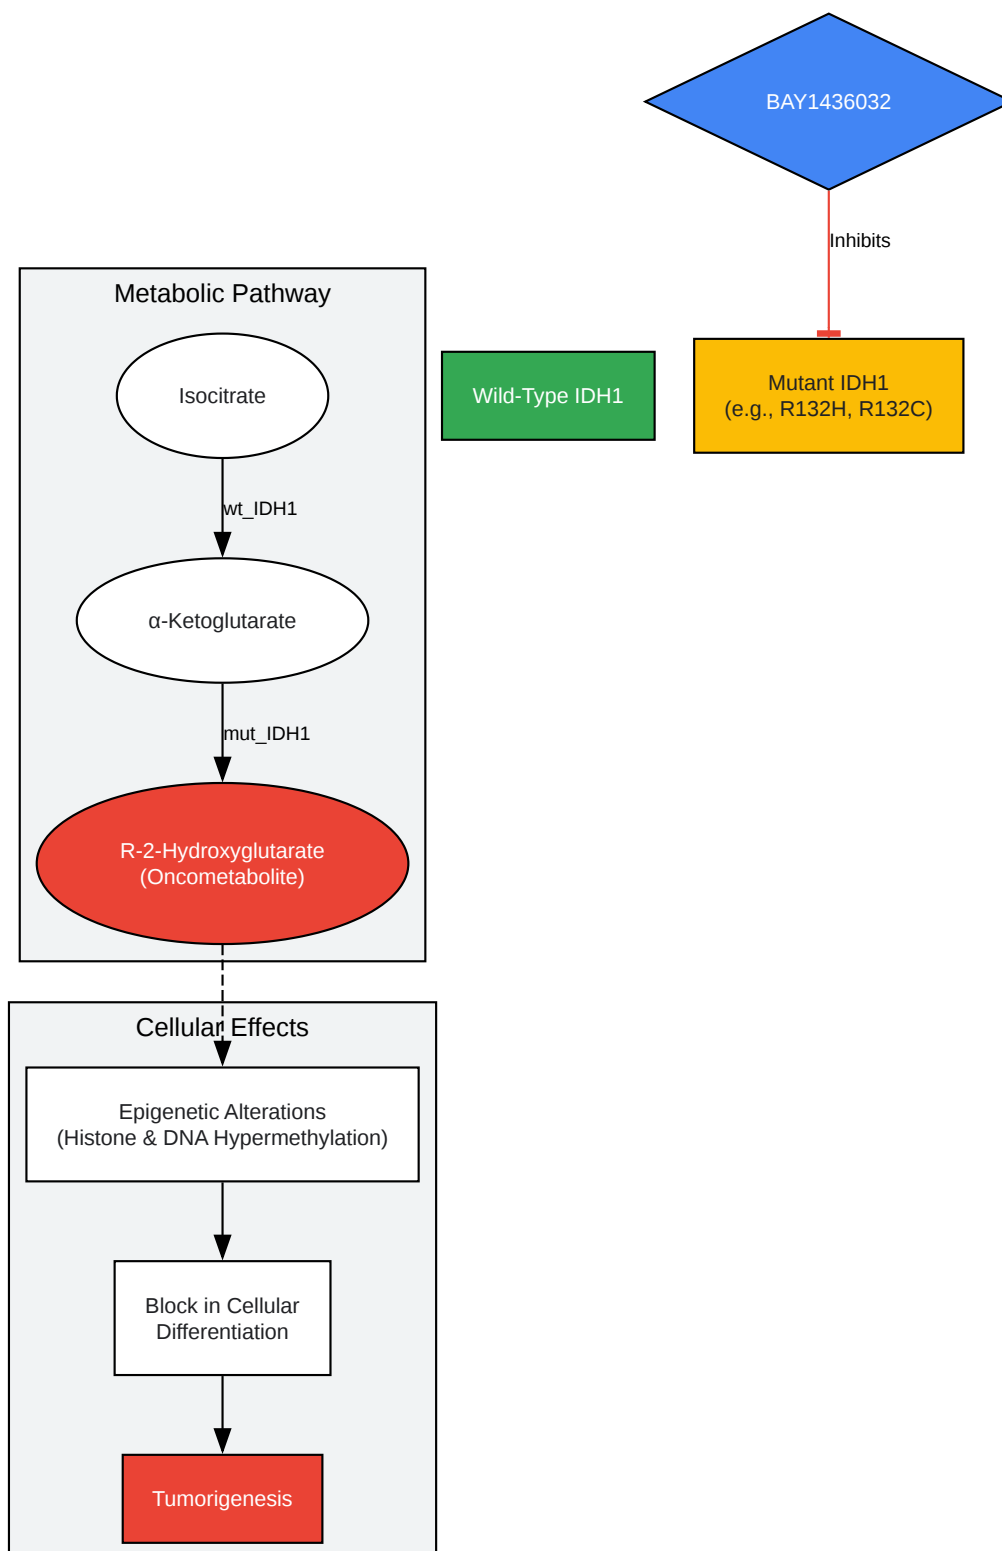 BAY1436032
Inhibits
Metabolic Pathway
Isocitrate
Wild-Type IDH1
Mutant IDH1
(e.g., R132H, R132C)
wt_IDH1
α-Ketoglutarate
mut_IDH1
R-2-Hydroxyglutarate
(Oncometabolite)
Cellular Effects
Epigenetic Alterations
(Histone & DNA Hypermethylation)
Block in Cellular
Differentiation
Tumorigenesis